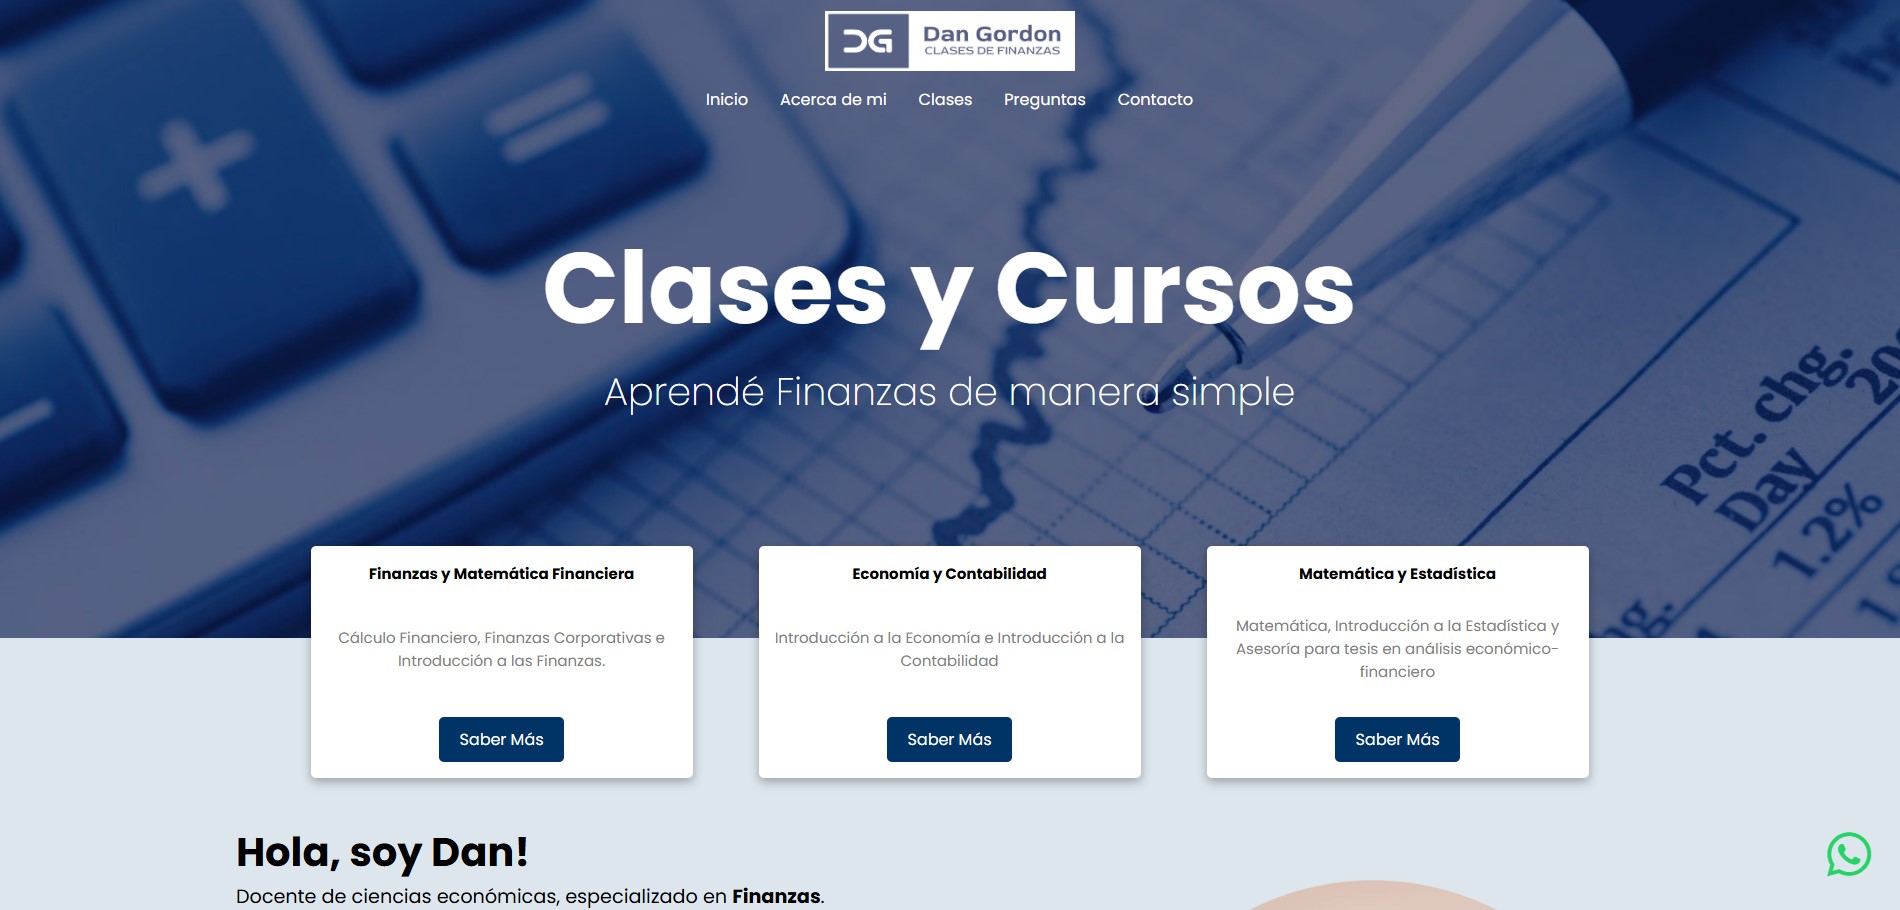 DG
Dan Gordon
CLASES DE FINANZAS
Inicio Acerca de mi Clases Preguntas Contacto
Clases y Cursos
Aprendé Finanzas de manera simple
Pct. chg.
Day
20
1.2%
hg.
Finanzas y Matemática Financiera
Cálculo Financiero, Finanzas Corporativas e
Introducción a las Finanzas.
Saber Más
Economía y Contabilidad
Introducción a la Economía e Introducción a la
Contabilidad
Saber Más
Matemática y Estadística
Matemática, Introducción a la Estadística y
Asesoría para tesis en análisis económico-
financiero
Saber Más
Hola, soy Dan!
Docente de ciencias económicas, especializado en Finanzas.